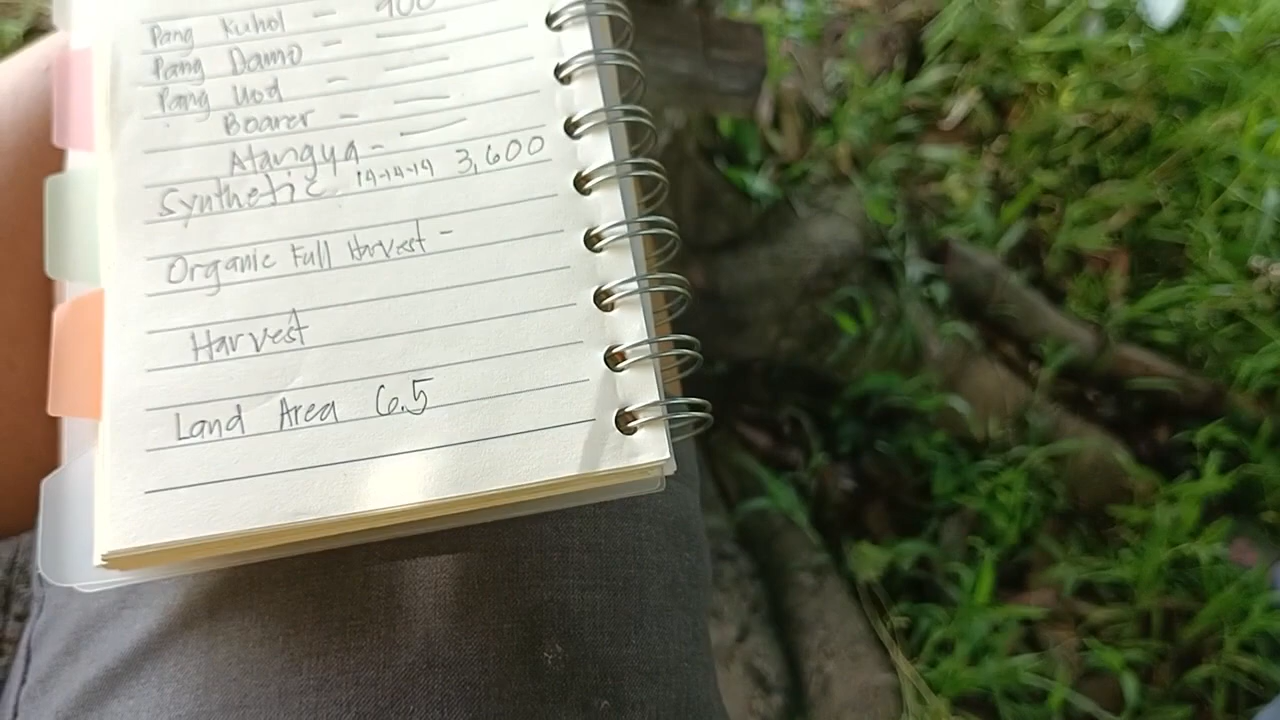 Pang Kuhol - 900
Pang Damo - —
Pang Uod - —
Boarer - —
Atangya - —
Synthetic 14-14-14 3,600
Organic Full Harvest -
Harvest
Land Area 6.5